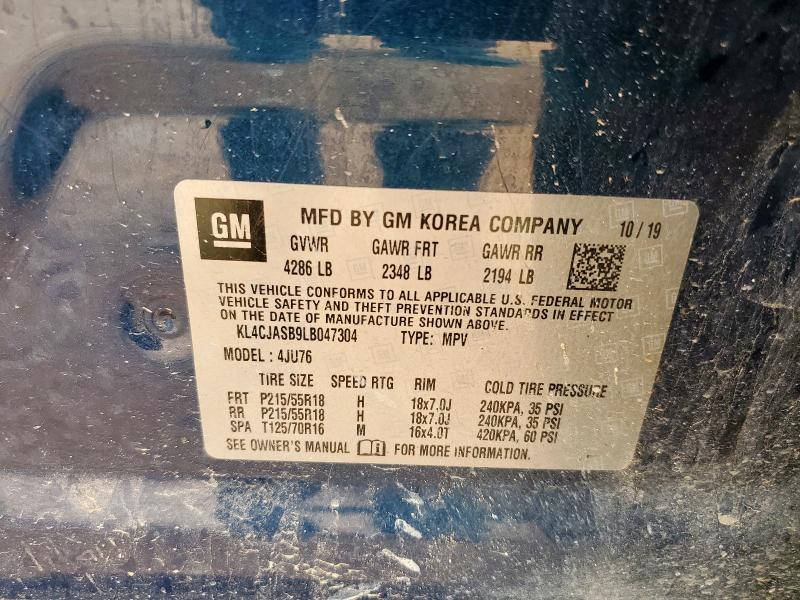 GM
MFD BY GM KOREA COMPANY 10 / 19
GVWR GAWR FRT GAWR RR
4286 LB 2348 LB 2194 LB
THIS VEHICLE CONFORMS TO ALL APPLICABLE U.S. FEDERAL MOTOR
VEHICLE SAFETY AND THEFT PREVENTION STANDARDS IN EFFECT
ON THE DATE OF MANUFACTURE SHOWN ABOVE.
KL4CJASB9LB047304 TYPE: MPV
MODEL : 4JU76
TIRE SIZE SPEED RTG RIM COLD TIRE PRESSURE
FRT P215/55R18 H 18x7.0J 240KPA, 35 PSI
RR P215/55R18 H 18x7.0J 240KPA, 35 PSI
SPA T125/70R16 M 16x4.0T 420KPA, 60 PSI
SEE OWNER'S MANUAL FOR MORE INFORMATION.